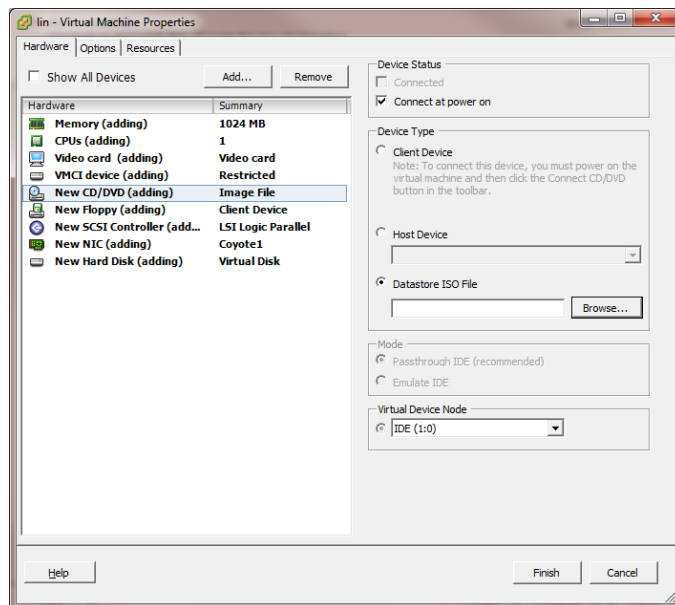 lin - Virtual Machine Properties
Hardware Options Resources
Show All Devices Add... Remove
Hardware Summary
Memory (adding) 1024 MB
CPUs (adding) 1
Video card (adding) Video card
VMCI device (adding) Restricted
New CD/DVD (adding) Image File
New Floppy (adding) Client Device
New SCSI Controller (add... LSI Logic Parallel
New NIC (adding) Coyote1
New Hard Disk (adding) Virtual Disk
Device Status
Connected
Connect at power on
Device Type
Client Device
Note: To connect this device, you must power on the
virtual machine and then click the Connect CD/DVD
button in the toolbar.
Host Device
Datastore ISO File
Browse...
Mode
Passthrough IDE (recommended)
Emulate IDE
Virtual Device Node
IDE (1:0)
Help Finish Cancel